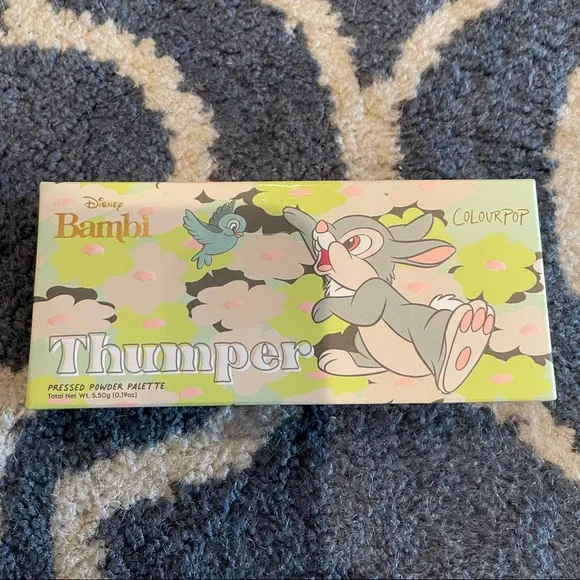 Disney
Bambi
COLOURPOP
Thumper
PRESSED POWDER PALETTE
Total Net Wt. 5.50g (0.19oz)